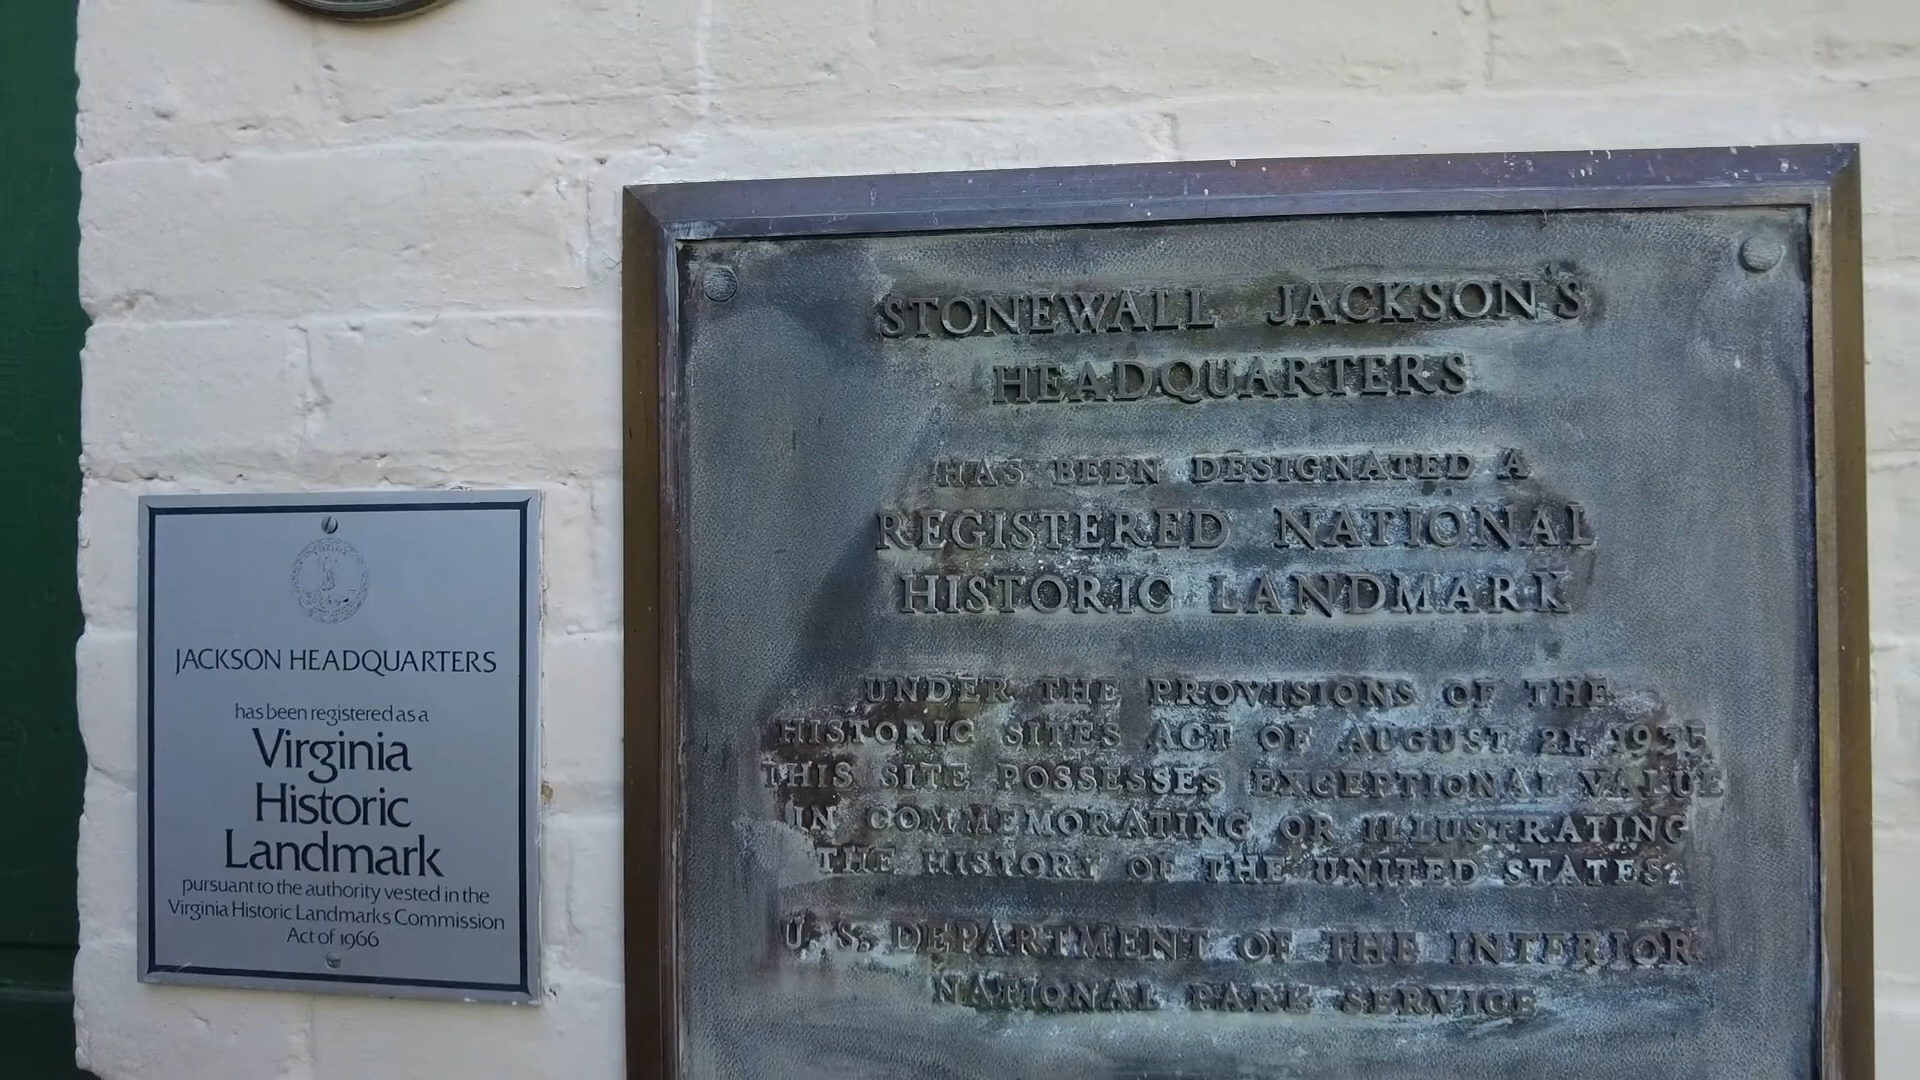 VIRGINIA
JACKSON HEADQUARTERS
has been registered as a
Virginia
Historic
Landmark
pursuant to the authority vested in the
Virginia Historic Landmarks Commission
Act of 1966
STONEWALL JACKSON'S
HEADQUARTERS
HAS BEEN DESIGNATED A
REGISTERED NATIONAL
HISTORIC LANDMARK
UNDER THE PROVISIONS OF THE
HISTORIC SITES ACT OF AUGUST 21, 1935
THIS SITE POSSESSES EXCEPTIONAL VALUE
IN COMMEMORATING OR ILLUSTRATING
THE HISTORY OF THE UNITED STATES.
U. S. DEPARTMENT OF THE INTERIOR
NATIONAL PARK SERVICE